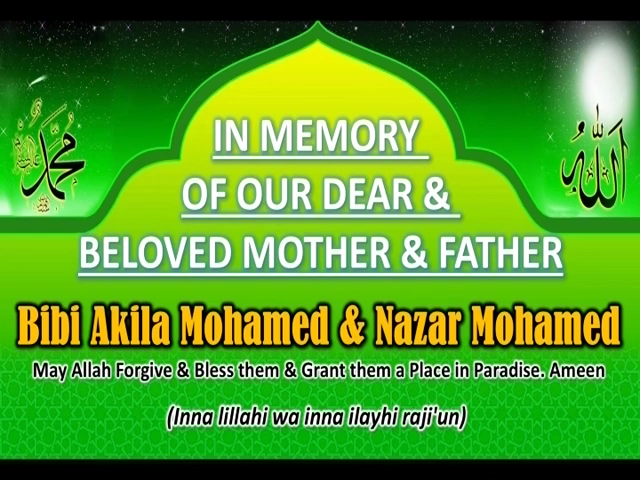 محمد
الله
IN MEMORY
OF OUR DEAR &
BELOVED MOTHER & FATHER
Bibi Akila Mohamed & Nazar Mohamed
May Allah Forgive & Bless them & Grant them a Place in Paradise. Ameen
(Inna lillahi wa inna ilayhi raji'un)